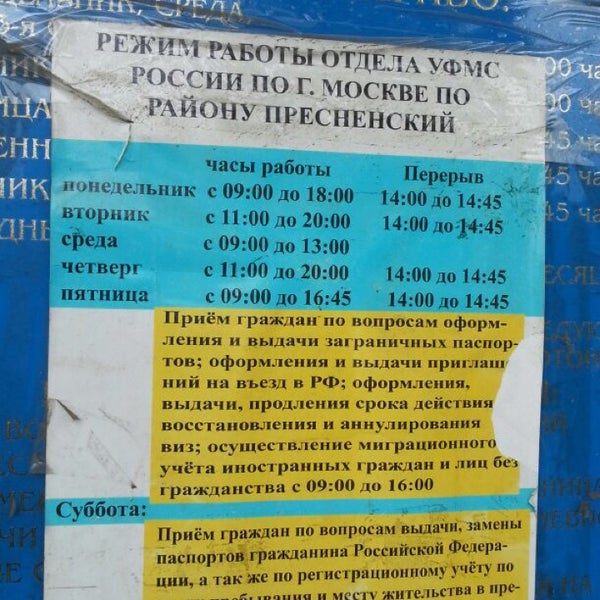 РЕЖИМ РАБОТЫ ОТДЕЛА УФМС
РОССИИ ПО Г. МОСКВЕ ПО
РАЙОНУ ПРЕСНЕНСКИЙ
часы работы Перерыв
понедельник с 09:00 до 18:00 14:00 до 14:45
вторник с 11:00 до 20:00 14:00 до 14:45
среда с 09:00 до 13:00
четверг с 11:00 до 20:00 14:00 до 14:45
пятница с 09:00 до 16:45 14:00 до 14:45
Приём граждан по вопросам оформ-
ления и выдачи заграничных паспор-
тов; оформления и выдачи приглаш
ний на въезд в РФ; оформления,
выдачи, продления срока действия
восстановления и аннулирования
виз; осуществление миграционного
учёта иностранных граждан и лиц без
гражданства с 09:00 до 16:00
Суббота:
Приём граждан по вопросам выдачи, замены
паспортов гражданина Российской Федера-
ции, а так же по регистрационному учёту по
пребывания и месту жительства в пре-